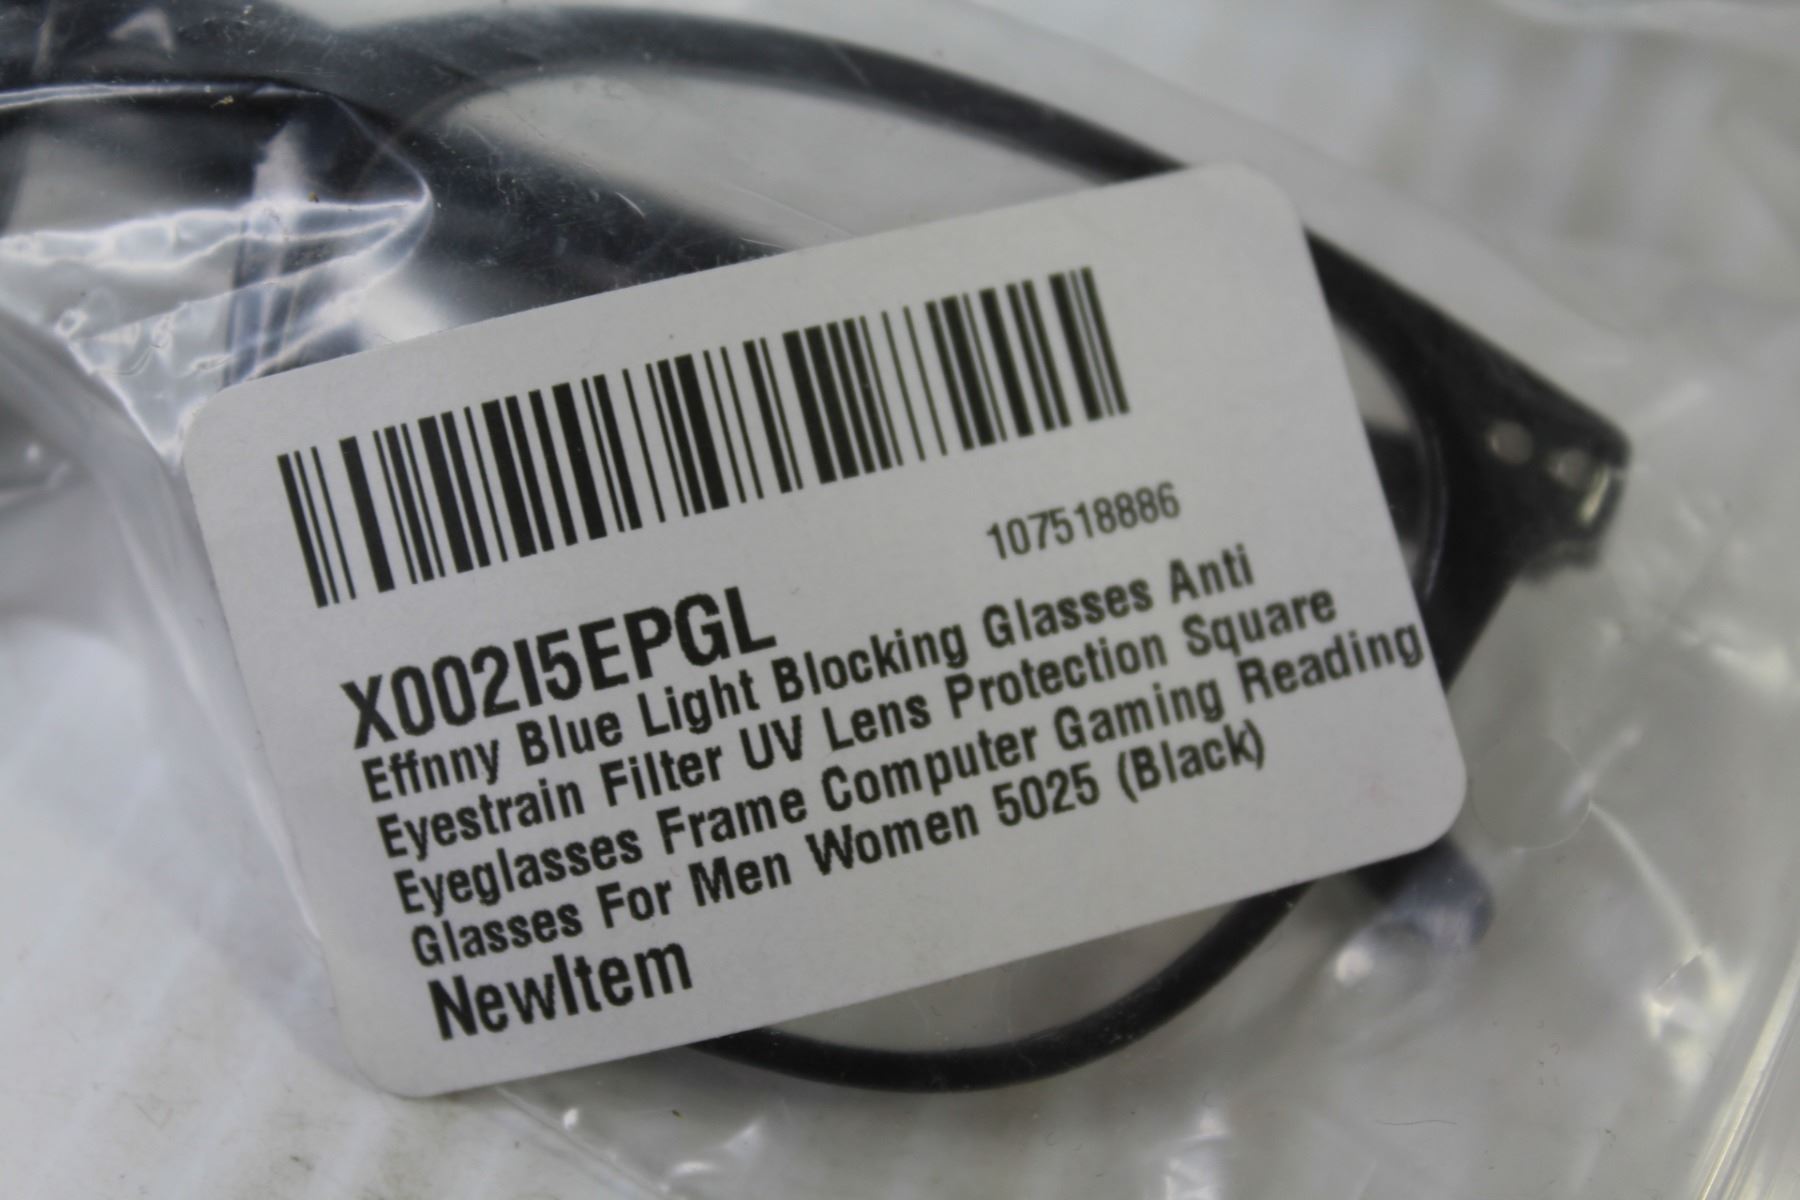 107518886
X002I5EPGL
Effnny Blue Light Blocking Glasses Anti
Eyestrain Filter UV Lens Protection Square
Eyeglasses Frame Computer Gaming Reading
Glasses For Men Women 5025 (Black)
NewItem